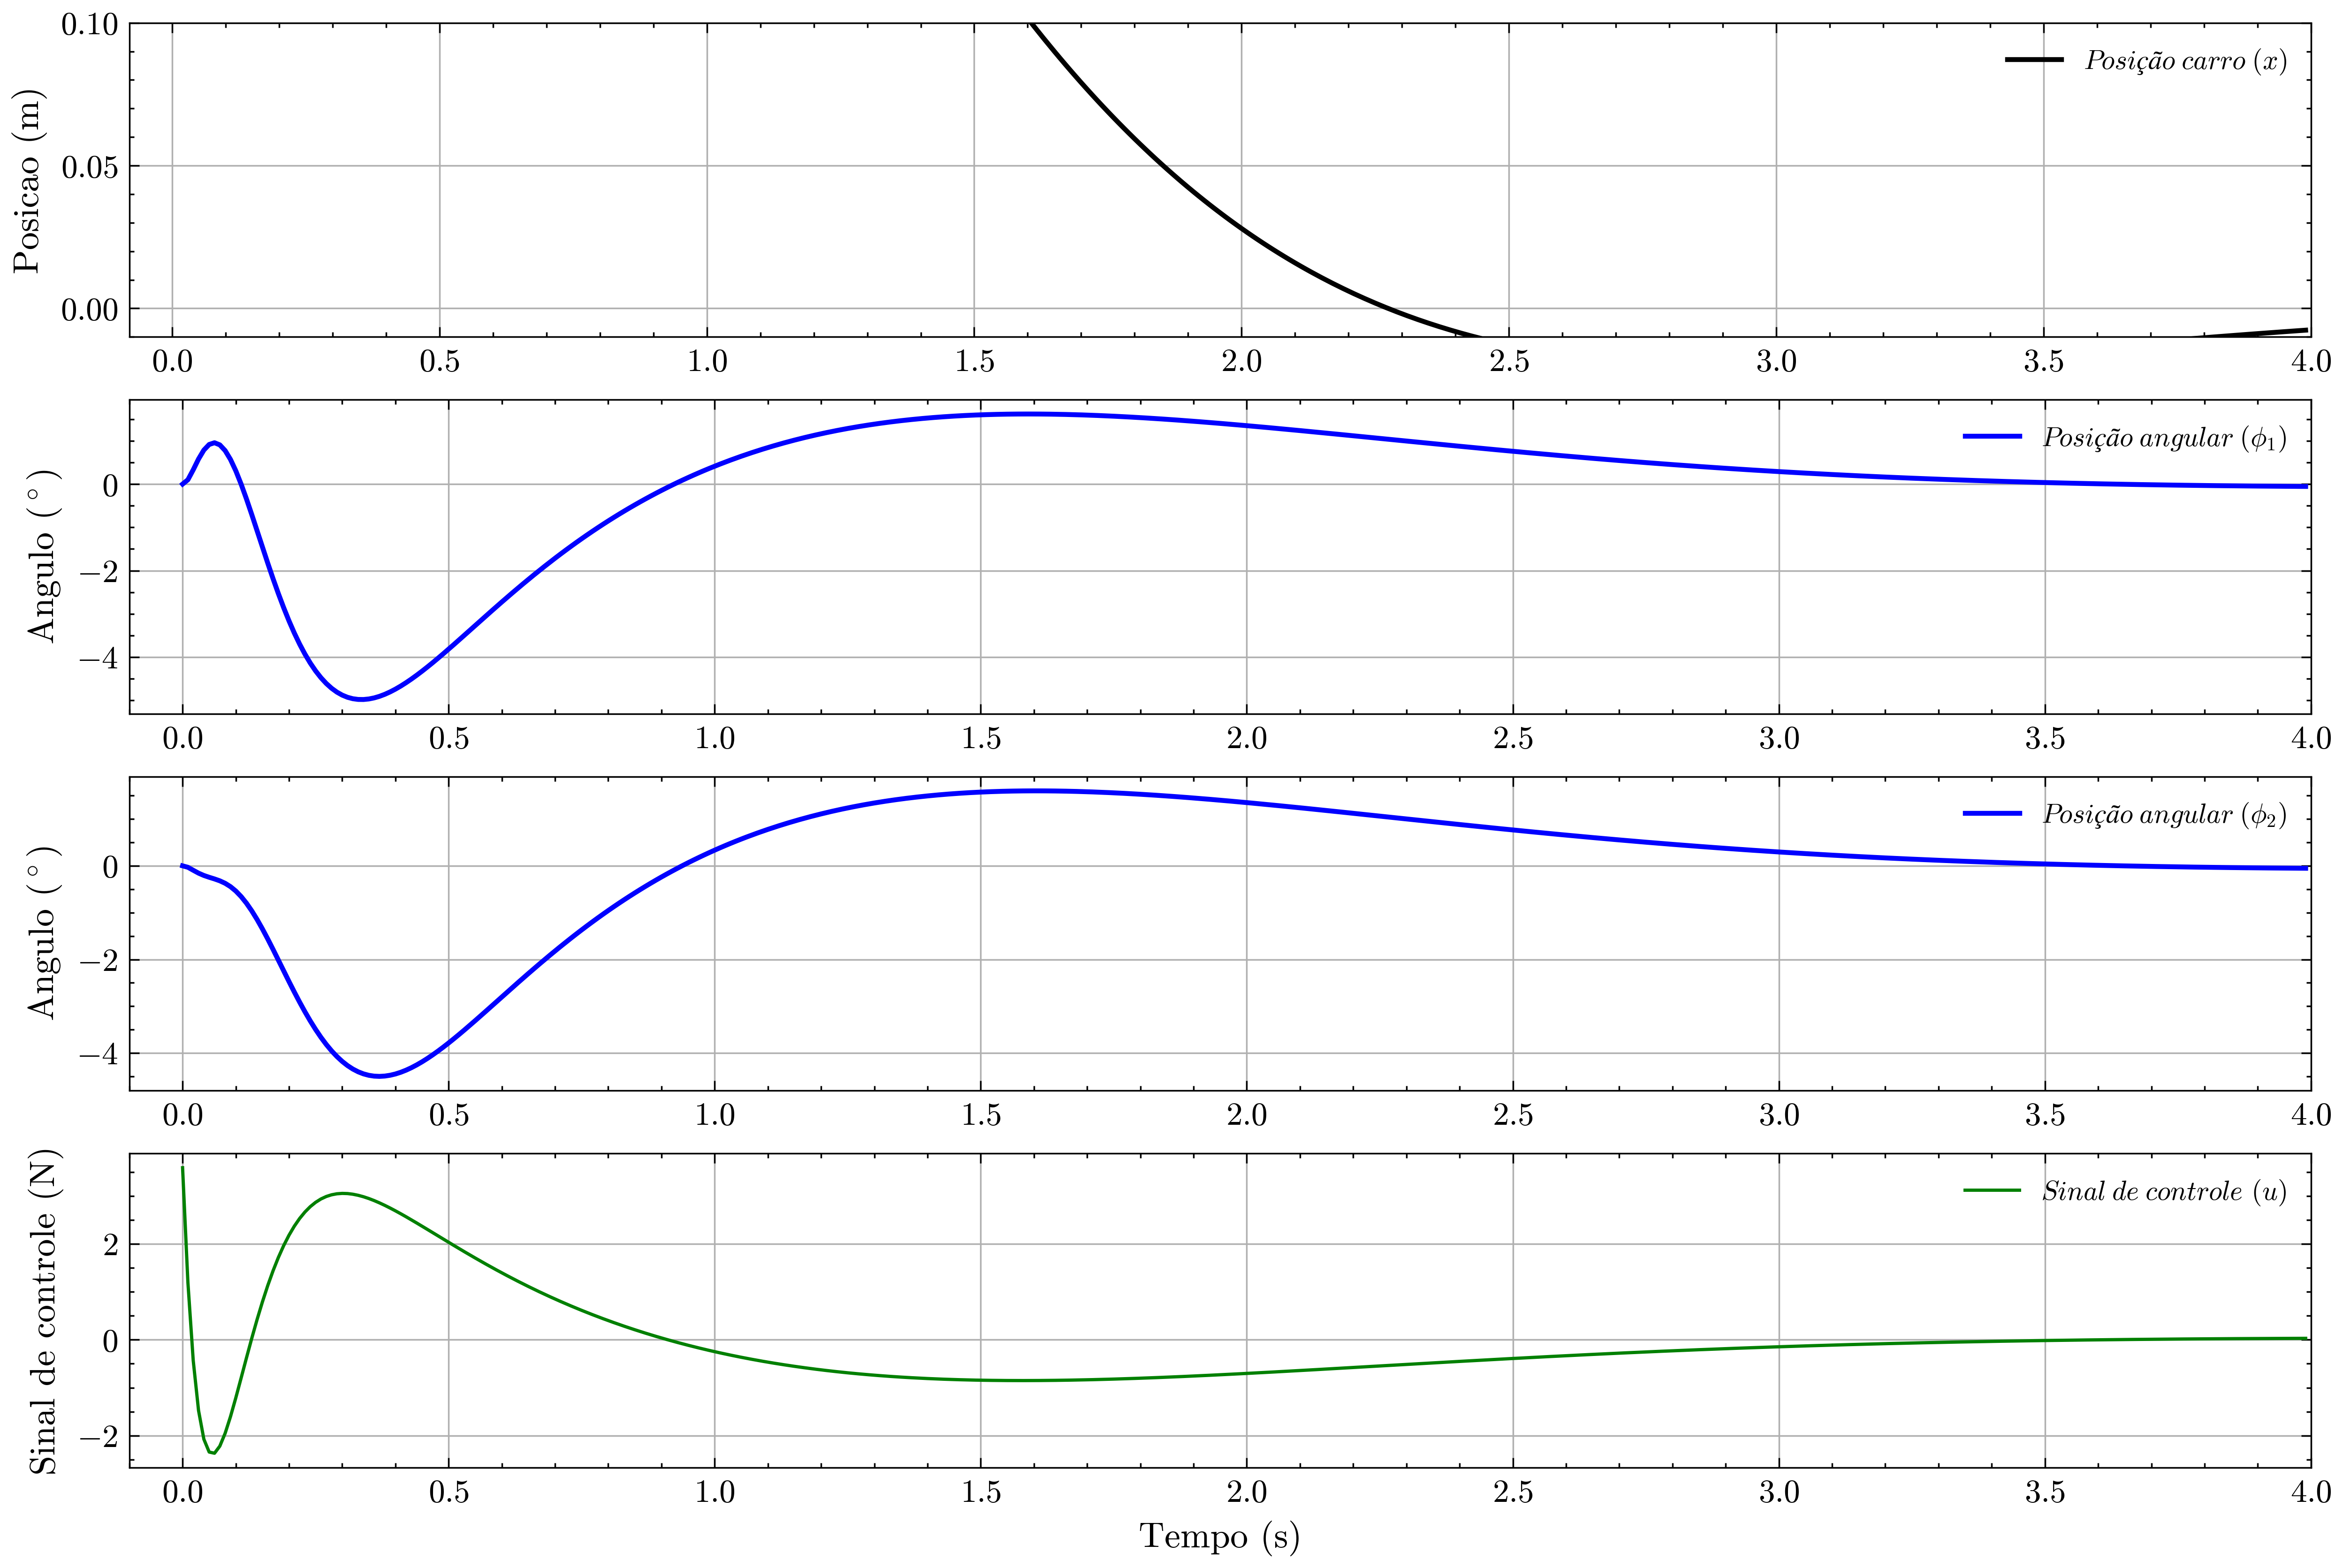 Posicao (m)
0.10
0.05
0.00
Posição carro (x)
0.0 0.5 1.0 1.5 2.0 2.5 3.0 3.5 4.0
Angulo (°)
0
−2
−4
Posição angular (ϕ₁)
0.0 0.5 1.0 1.5 2.0 2.5 3.0 3.5 4.0
Angulo (°)
0
−2
−4
Posição angular (ϕ₂)
0.0 0.5 1.0 1.5 2.0 2.5 3.0 3.5 4.0
Sinal de controle (N)
2
0
−2
Sinal de controle (u)
0.0 0.5 1.0 1.5 2.0 2.5 3.0 3.5 4.0
Tempo (s)